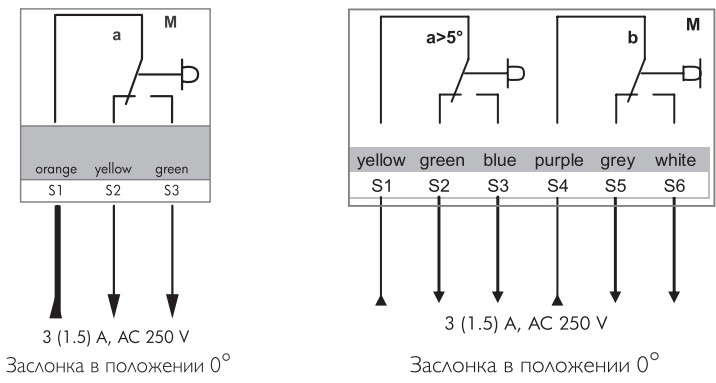 a M
orange yellow green
S1 S2 S3
3 (1.5) A, AC 250 V
Заслонка в положении 0°
a>5° b M
yellow green blue purple grey white
S1 S2 S3 S4 S5 S6
3 (1.5) A, AC 250 V
Заслонка в положении 0°